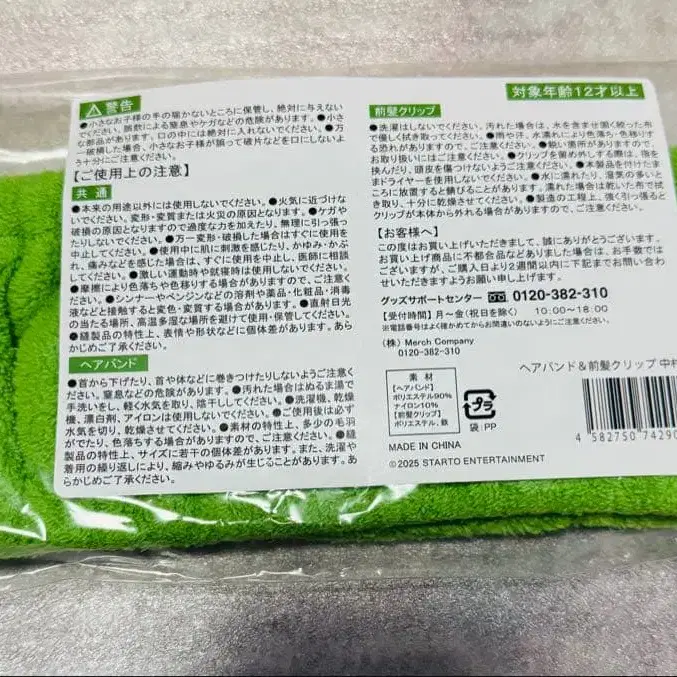 警告
●小さなお子様の手の届かないところに保管し、絶対に与えない
でください。誤飲による窒息やケガなどの危険があります。●小さ
な部品があります。口の中には絶対に入れないでください。●万
一破損した場合、小さなお子様が誤って破片などを口にしないよ
う十分にご注意ください。
【ご使用上の注意】
共通
●本来の用途以外には使用しないでください。●火気に近づけな
いでください。変形・変質または火災の原因となります。●ケガや
破損の原因となりますので過度な力を加えたり、無理に引っ張っ
たりしないでください。●万一変形・破損した場合はすぐに使用を
中止してください。●使用中に肌に刺激を感じたり、かゆみ・かぶ
れ、痛みなどを感じた場合は、すぐに使用を中止し、医師に相談
してください。●激しい運動時や就寝時は使用しないでください。
●摩擦により色落ちや色移りする場合がありますので、ご注意く
ださい。●シンナーやベンジンなどの溶剤や薬品・化粧品・消毒
液などと接触すると変色・変質する場合があります。●直射日光
の当たる場所、高温多湿な場所を避けて使用・保管してください。
●縫製品の特性上、表情や形状などに個体差があります。あら
かじめご了承ください。
ヘアバンド
●首から下げたり、首や体などに巻きつけたりしないようご注意く
ださい。窒息などの危険があります。●汚れた場合はぬるま湯で
手洗いをし、軽く水気を取り、陰干ししてください。●洗濯機、乾燥
機、漂白剤、アイロンは使用しないでください。●ご使用後は必ず
水気を切り、乾燥させてください。●素材の特性上、多少の毛羽
がでたり、色落ちする場合がありますので、ご注意ください。●縫
製品の特性上、サイズに若干の個体差があります。また、洗濯や
着用の繰り返しにより、縮みやゆるみが生じることがあります。あ
らかじめご了承ください。
対象年齢12才以上
前髪クリップ
●洗濯はしないでください。汚れた場合は、水を含ませ固く絞った布
で優しく拭き取ってください。●雨や汗、水濡れにより色落ち・色移りす
る恐れがありますので、ご注意ください。●鋭い箇所がありますので、
お取り扱いにはご注意ください。●クリップを留め外しする際は、指を
挟んだり、頭皮を傷つけないようご注意ください。●本製品を付けたま
まドライヤーを使用しないでください。●水に濡れたり、湿気の多いと
ころに放置すると錆びることがあります。濡れた場合は乾いた布で拭
き取り、十分に乾燥させてください。●製造の工程上、強く引っ張ると
クリップが本体から外れる場合がありますので、ご注意ください。
【お客様へ】
この度はお買い上げいただきまして、誠にありがとうございます。
お買い上げ商品に不都合品などありました場合は、お手数では
ございますが、ご購入日より2週間以内に下記までお問い合わ
せいただきますようお願い申し上げます。
グッズサポートセンター 0120-382-310
【受付時間】月〜金(祝日を除く) 10:00〜18:00
※電話番号はよく確かめてからお間違いのないようにご注意ください。
(株) Merch Company
0120-382-310
素材
【ヘアバンド】
ポリエステル90%
ナイロン10%
【前髪クリップ】
ポリエステル、鉄
プラ
袋:PP
MADE IN CHINA
©2025 STARTO ENTERTAINMENT
ヘアバンド&前髪クリップ 中
4 582750 74290